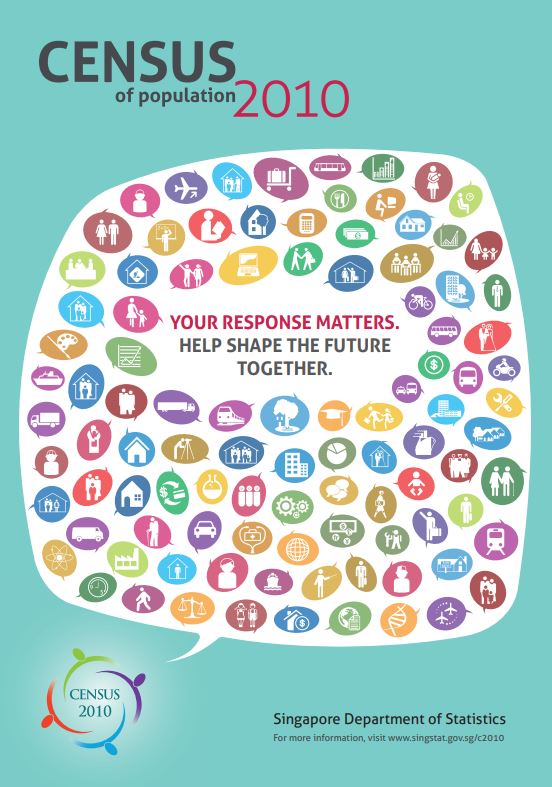 CENSUS
of population 2010
YOUR RESPONSE MATTERS.
HELP SHAPE THE FUTURE
TOGETHER.
CENSUS
2010
Singapore Department of Statistics
For more information, visit www.singstat.gov.sg/c2010